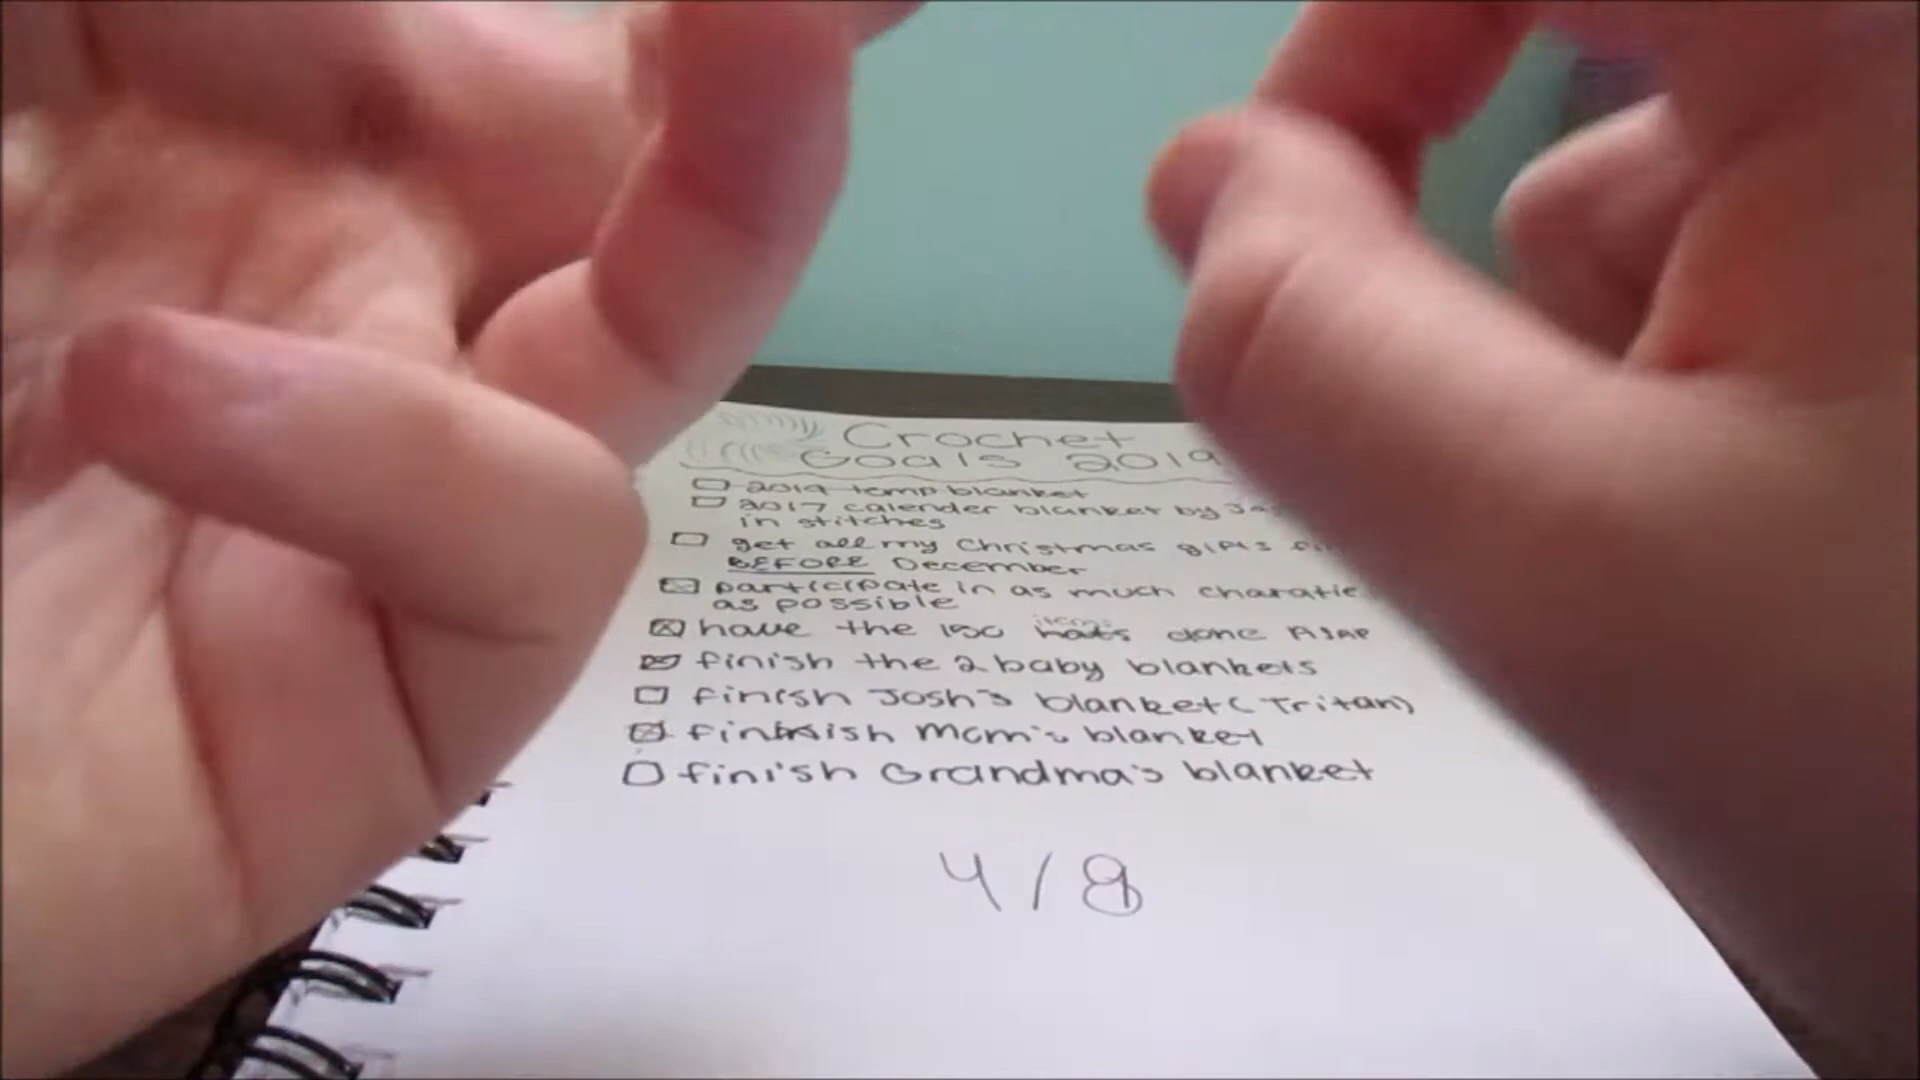 Crochet
Goals 2019
2019 temp blanket
2017 calender blanket by
in stitches
get all my Christmas gifts
BEFORE December
participate in as much
as possible
items
have the 150 hats done ASAP
finish the 2 baby blankets
finish Josh's blanket (Tritan)
finish Mom's blanket
finish Grandma's blanket
4/8